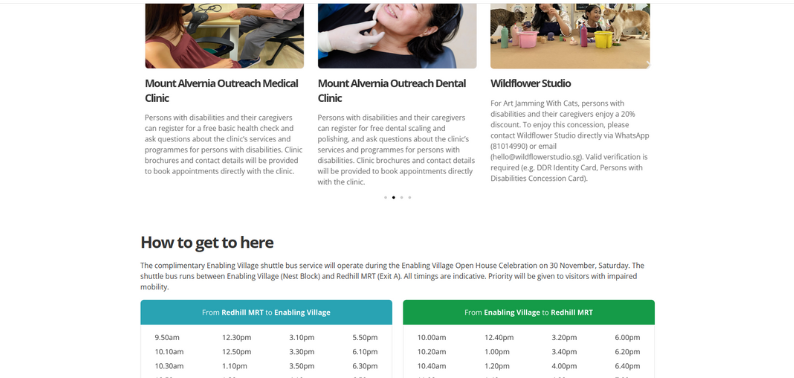 Mount Alvernia Outreach Medical
Clinic
Persons with disabilities and their caregivers
can register for a free basic health check and
ask questions about the clinic's services and
programmes for persons with disabilities. Clinic
brochures and contact details will be provided
to book appointments directly with the clinic.
Mount Alvernia Outreach Dental
Clinic
Persons with disabilities and their caregivers
can register for free dental scaling and
polishing, and ask questions about the clinic's
services and programmes for persons with
disabilities. Clinic brochures and contact details
will be provided to book appointments directly
with the clinic.
Wildflower Studio
For Art Jamming With Cats, persons with
disabilities and their caregivers enjoy a 20%
discount. To enjoy this concession, please
contact Wildflower Studio directly via WhatsApp
(81014990) or email
(hello@wildflowerstudio.sg). Valid verification is
required (e.g. DDR Identity Card, Persons with
Disabilities Concession Card).
How to get to here
The complimentary Enabling Village shuttle bus service will operate during the Enabling Village Open House Celebration on 30 November, Saturday. The
shuttle bus runs between Enabling Village (Nest Block) and Redhill MRT (Exit A). All timings are indicative. Priority will be given to visitors with impaired
mobility.
From Redhill MRT to Enabling Village
9.50am 12.30pm 3.10pm 5.50pm
10.10am 12.50pm 3.30pm 6.10pm
10.30am 1.10pm 3.50pm 6.30pm
From Enabling Village to Redhill MRT
10.00am 12.40pm 3.20pm 6.00pm
10.20am 1.00pm 3.40pm 6.20pm
10.40am 1.20pm 4.00pm 6.40pm